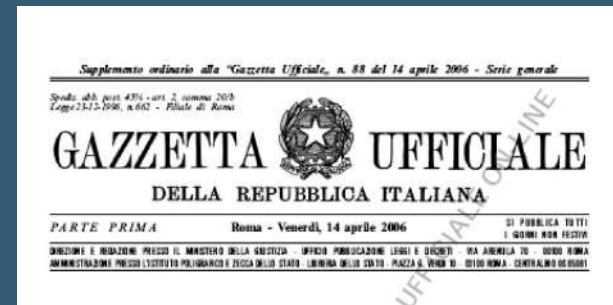 Supplemento ordinario alla "Gazzetta Ufficiale„ n. 88 del 14 aprile 2006 - Serie generale
Spediz. abb. post. 45% - art. 2, comma 20/b
Legge 23-12-1996, n. 662 - Filiale di Roma
GAZZETTA UFFICIALE
DELLA REPUBBLICA ITALIANA
PARTE PRIMA
Roma - Venerdì, 14 aprile 2006
SI PUBBLICA TUTTI
I GIORNI NON FESTIVI
DIREZIONE E REDAZIONE PRESSO IL MINISTERO DELLA GIUSTIZIA - UFFICIO PUBBLICAZIONE LEGGI E DECRETI - VIA ARENULA 70 - 00100 ROMA
AMMINISTRAZIONE PRESSO L'ISTITUTO POLIGRAFICO E ZECCA DELLO STATO - LIBRERIA DELLO STATO - PIAZZA G. VERDI 10 - 00100 ROMA - CENTRALINO 06 85081
UFFICIALE ON-LINE